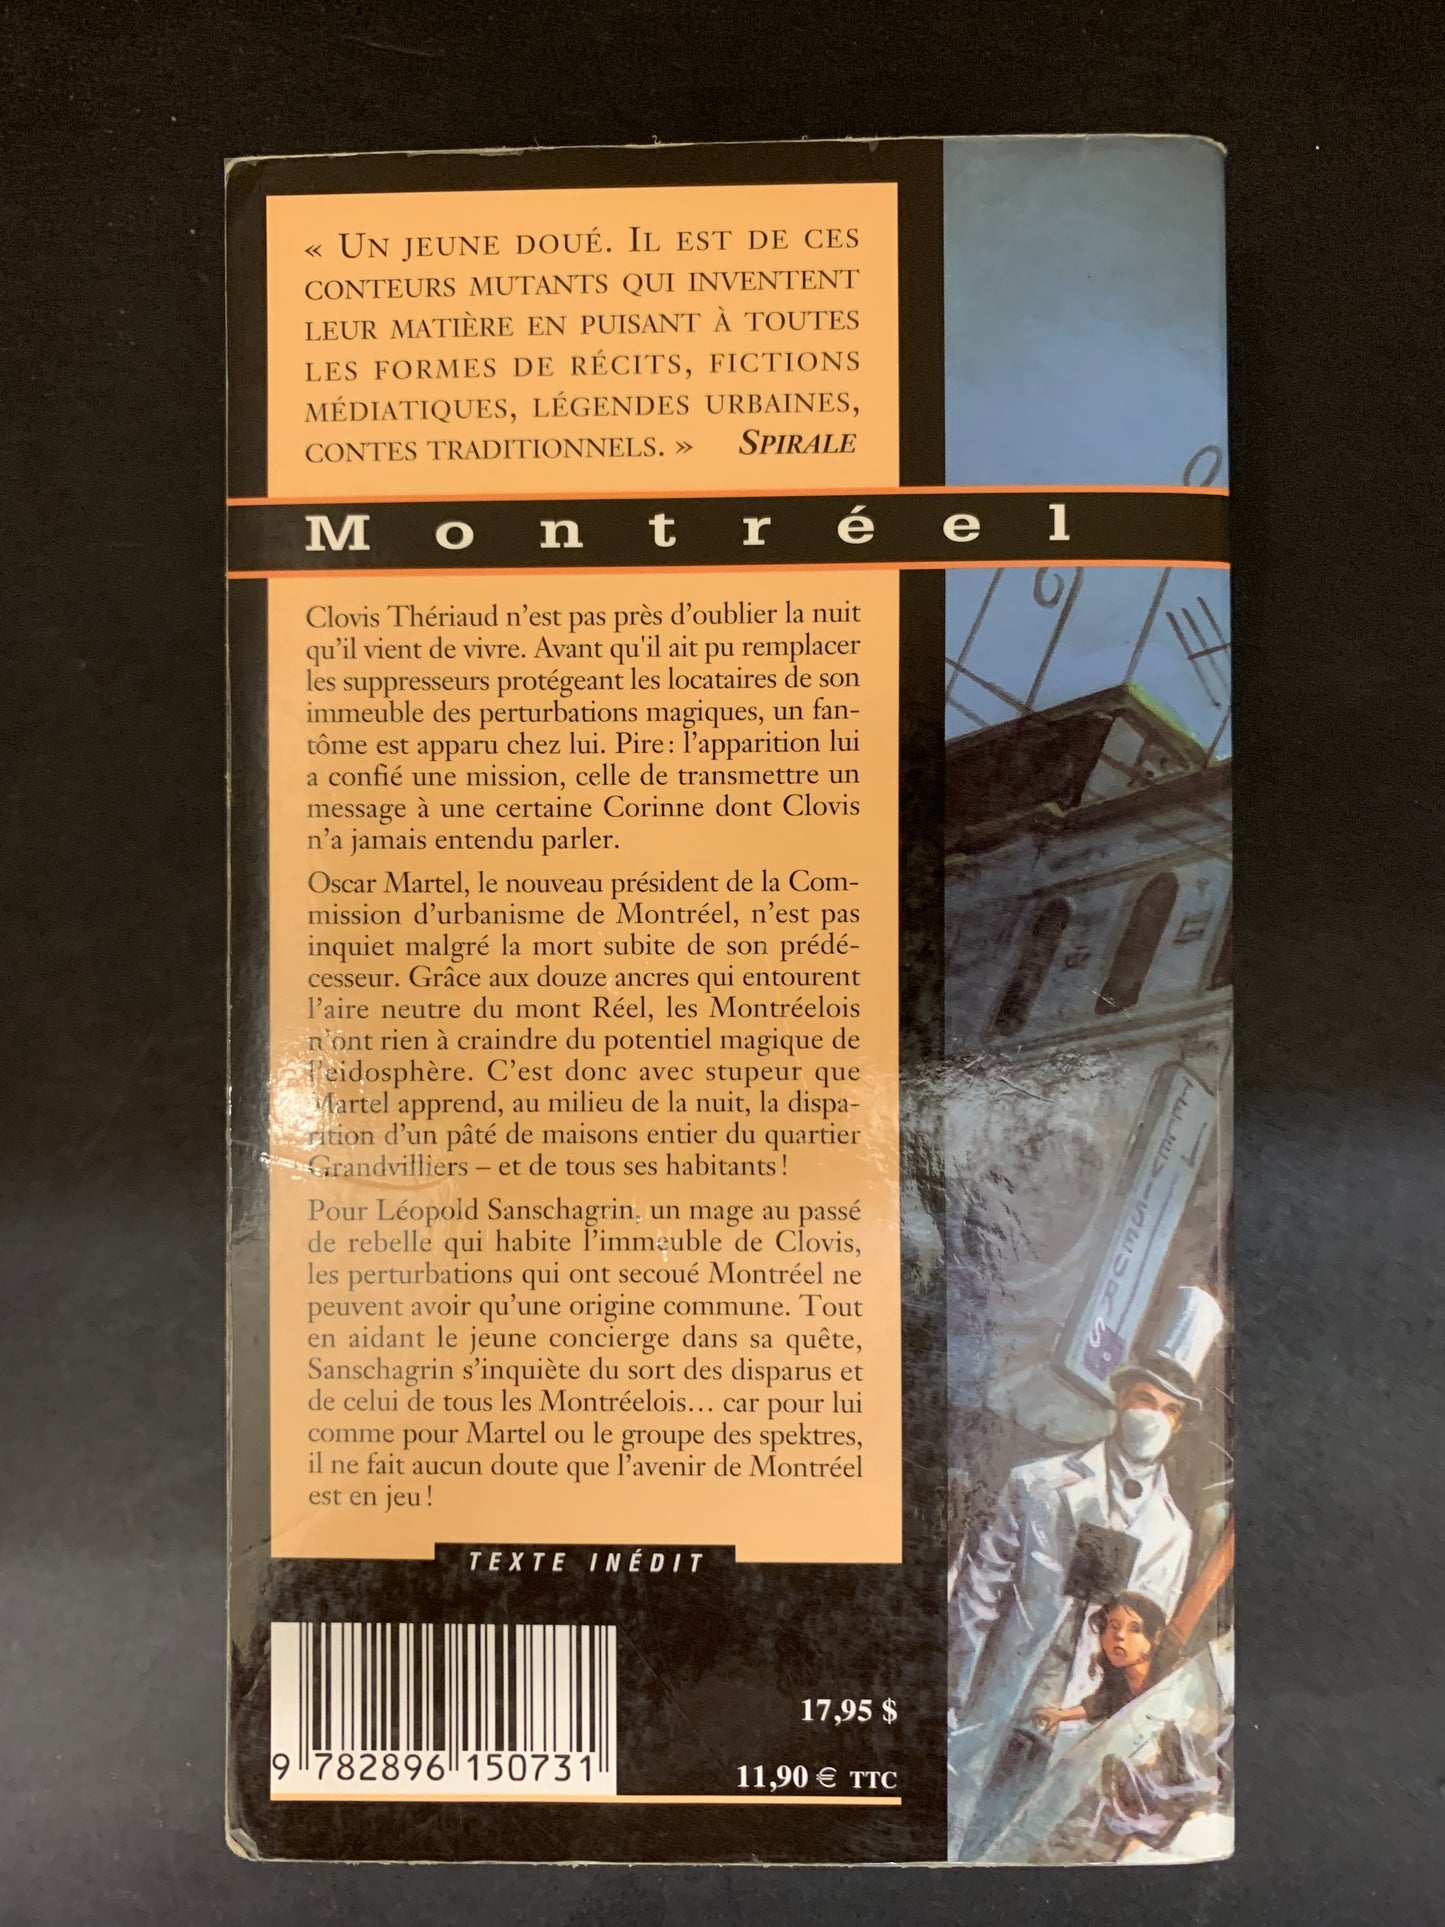 « Un jeune doué. Il est de ces
conteurs mutants qui inventent
leur matière en puisant à toutes
les formes de récits, fictions
médiatiques, légendes urbaines,
contes traditionnels. » Spirale
Montréel
Clovis Thériaud n'est pas près d'oublier la nuit
qu'il vient de vivre. Avant qu'il ait pu remplacer
les suppresseurs protégeant les locataires de son
immeuble des perturbations magiques, un fan-
tôme est apparu chez lui. Pire : l'apparition lui
a confié une mission, celle de transmettre un
message à une certaine Corinne dont Clovis
n'a jamais entendu parler.
Oscar Martel, le nouveau président de la Com-
mission d'urbanisme de Montréel, n'est pas
inquiet malgré la mort subite de son prédé-
cesseur. Grâce aux douze ancres qui entourent
l'aire neutre du mont Réel, les Montréelois
n'ont rien à craindre du potentiel magique de
l'eidosphère. C'est donc avec stupeur que
Martel apprend, au milieu de la nuit, la dispa-
rition d'un pâté de maisons entier du quartier
Grandvilliers – et de tous ses habitants !
Pour Léopold Sanschagrin, un mage au passé
de rebelle qui habite l'immeuble de Clovis,
les perturbations qui ont secoué Montréel ne
peuvent avoir qu'une origine commune. Tout
en aidant le jeune concierge dans sa quête,
Sanschagrin s'inquiète du sort des disparus et
de celui de tous les Montréelois… car pour lui
comme pour Martel ou le groupe des spektres,
il ne fait aucun doute que l'avenir de Montréel
est en jeu !
TEXTE INÉDIT
17,95 $
11,90 € TTC
9 782896 150731